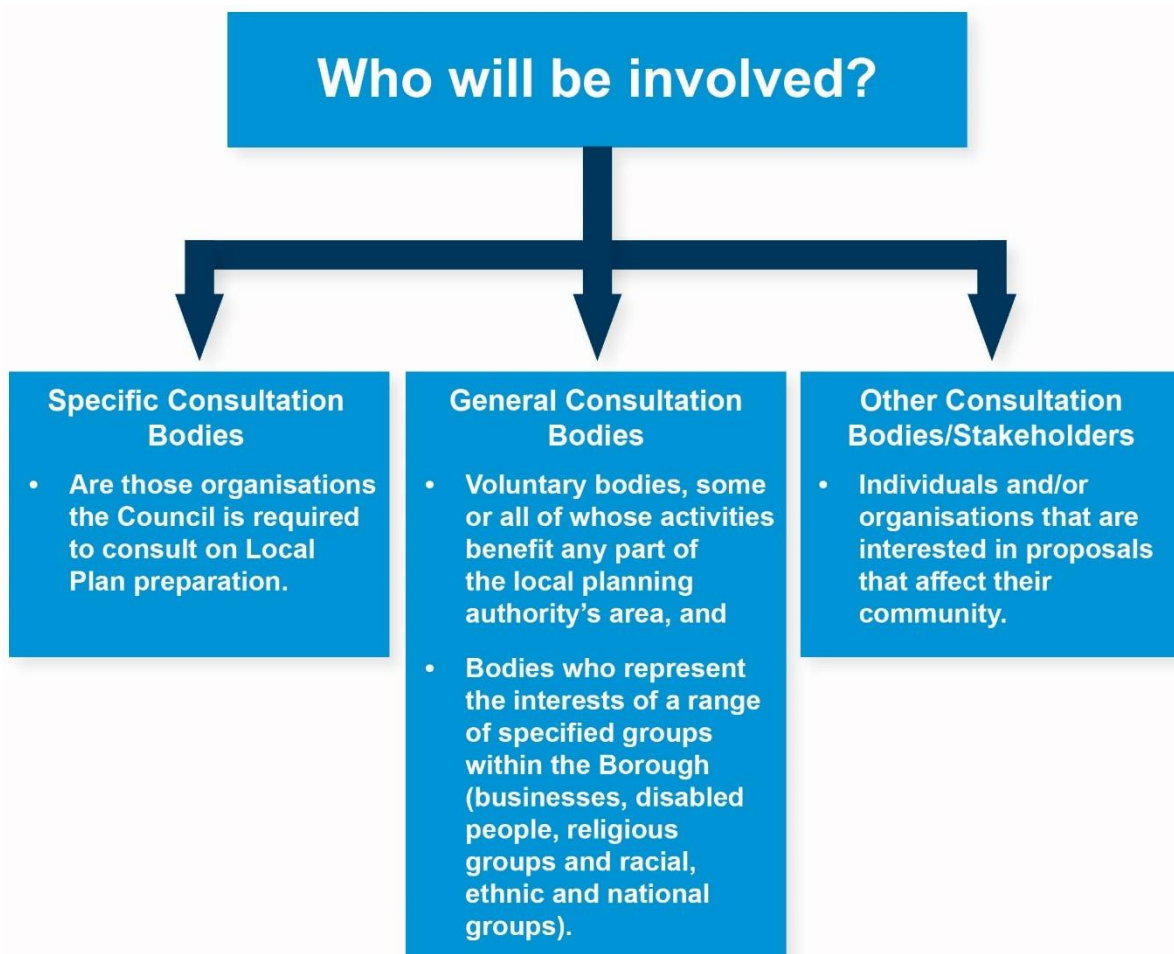 Who will be involved?
Specific Consultation
Bodies
• Are those organisations
the Council is required
to consult on Local
Plan preparation.
General Consultation
Bodies
• Voluntary bodies, some
or all of whose activities
benefit any part of
the local planning
authority’s area, and
• Bodies who represent
the interests of a range
of specified groups
within the Borough
(businesses, disabled
people, religious
groups and racial,
ethnic and national
groups).
Other Consultation
Bodies/Stakeholders
• Individuals and/or
organisations that are
interested in proposals
that affect their
community.